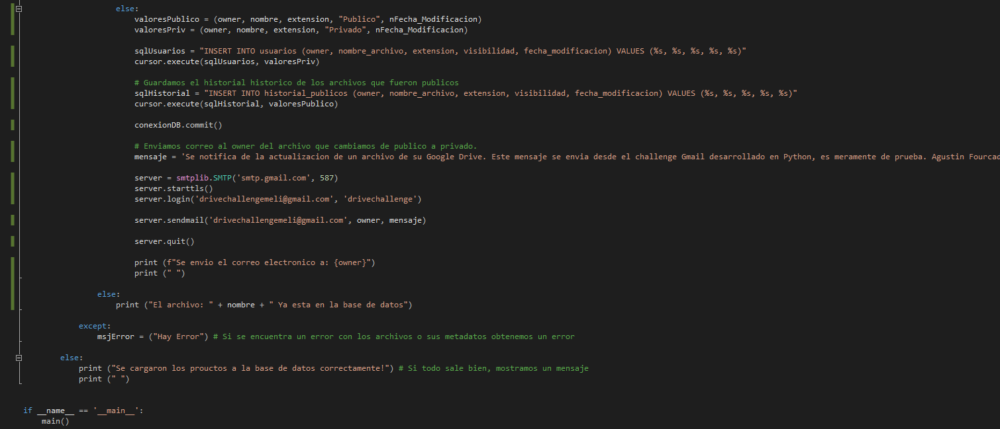 else:
valoresPublico = (owner, nombre, extension, "Publico", nFecha_Modificacion)
valoresPriv = (owner, nombre, extension, "Privado", nFecha_Modificacion)
sqlUsuarios = "INSERT INTO usuarios (owner, nombre_archivo, extension, visibilidad, fecha_modificacion) VALUES (%s, %s, %s, %s, %s)"
cursor.execute(sqlUsuarios, valoresPriv)
# Guardamos el historial historico de los archivos que fueron publicos
sqlHistorial = "INSERT INTO historial_publicos (owner, nombre_archivo, extension, visibilidad, fecha_modificacion) VALUES (%s, %s, %s, %s, %s)"
cursor.execute(sqlHistorial, valoresPublico)
conexionDB.commit()
# Enviamos correo al owner del archivo que cambiamos de publico a privado.
mensaje = 'Se notifica de la actualizacion de un archivo de su Google Drive. Este mensaje se envia desde el challenge Gmail desarrollado en Python, es meramente de prueba. Agustin Fourcad
server = smtplib.SMTP('smtp.gmail.com', 587)
server.starttls()
server.login('drivechallengemeli@gmail.com', 'drivechallenge')
server.sendmail('drivechallengemeli@gmail.com', owner, mensaje)
server.quit()
print (f"Se envio el correo electronico a: {owner}")
print (" ")
else:
print ("El archivo: " + nombre + " Ya esta en la base de datos")
except:
msjError = ("Hay Error") # Si se encuentra un error con los archivos o sus metadatos obtenemos un error
else:
print ("Se cargaron los prouctos a la base de datos correctamente!") # Si todo sale bien, mostramos un mensaje
print (" ")
if __name__ == '__main__':
main()